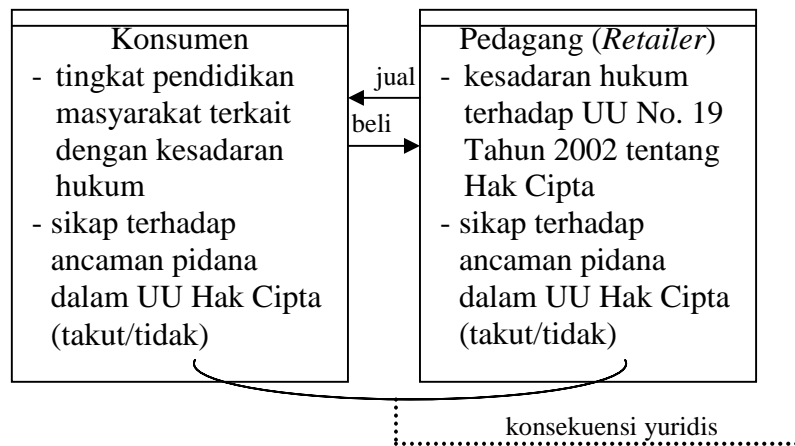 Konsumen
- tingkat pendidikan
masyarakat terkait
dengan kesadaran
hukum
- sikap terhadap
ancaman pidana
dalam UU Hak Cipta
(takut/tidak)
jual
beli
Pedagang (Retailer)
- kesadaran hukum
terhadap UU No. 19
Tahun 2002 tentang
Hak Cipta
- sikap terhadap
ancaman pidana
dalam UU Hak Cipta
(takut/tidak)
konsekuensi yuridis